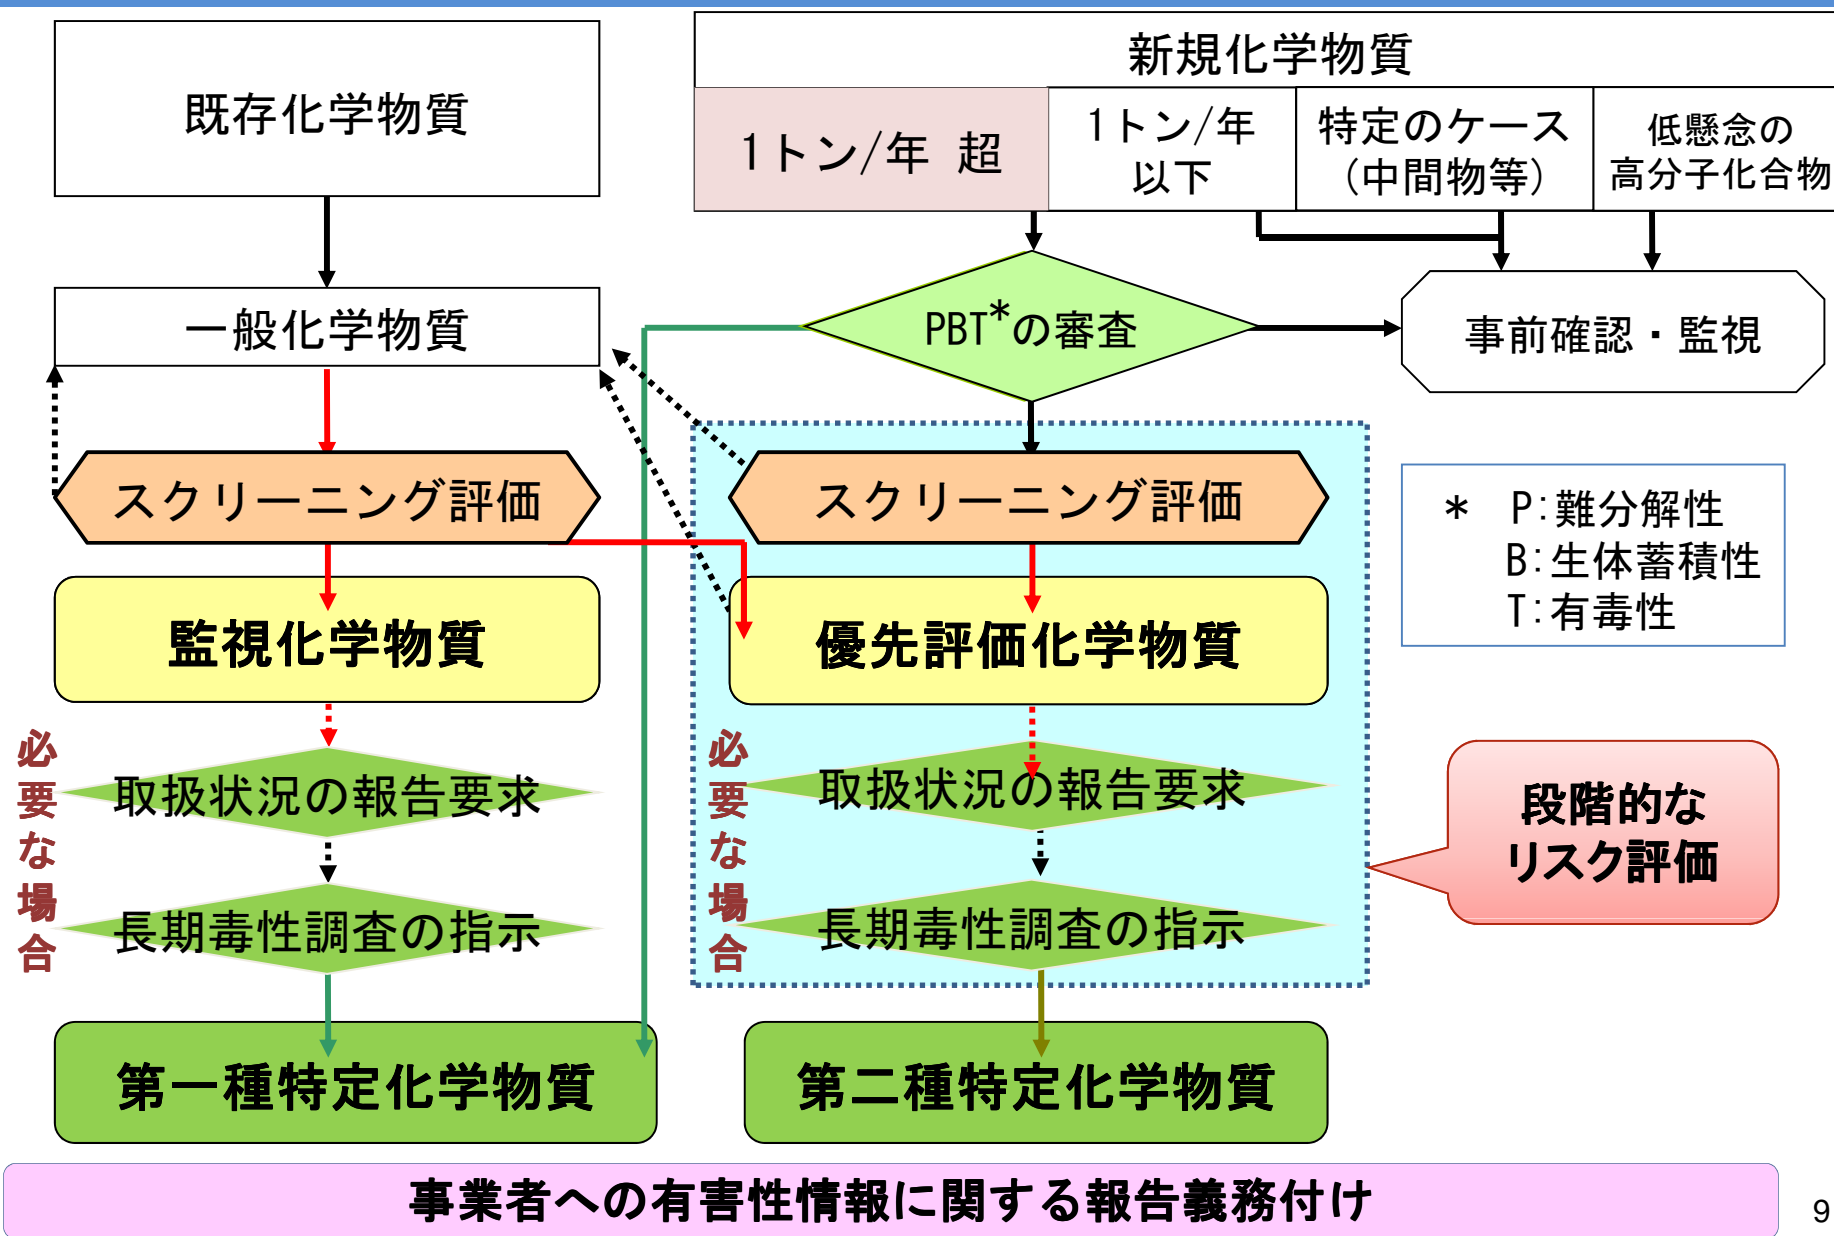 既存化学物質
新規化学物質
1トン/年 超
1トン/年
以下
特定のケース
(中間物等)
低懸念の
高分子化合物
一般化学物質
PBT*の審査
事前確認・監視
スクリーニング評価
スクリーニング評価
* P:難分解性
B:生体蓄積性
T:有毒性
監視化学物質
優先評価化学物質
必要な場合
取扱状況の報告要求
長期毒性調査の指示
必要な場合
取扱状況の報告要求
長期毒性調査の指示
段階的な
リスク評価
第一種特定化学物質
第二種特定化学物質
事業者への有害性情報に関する報告義務付け
9